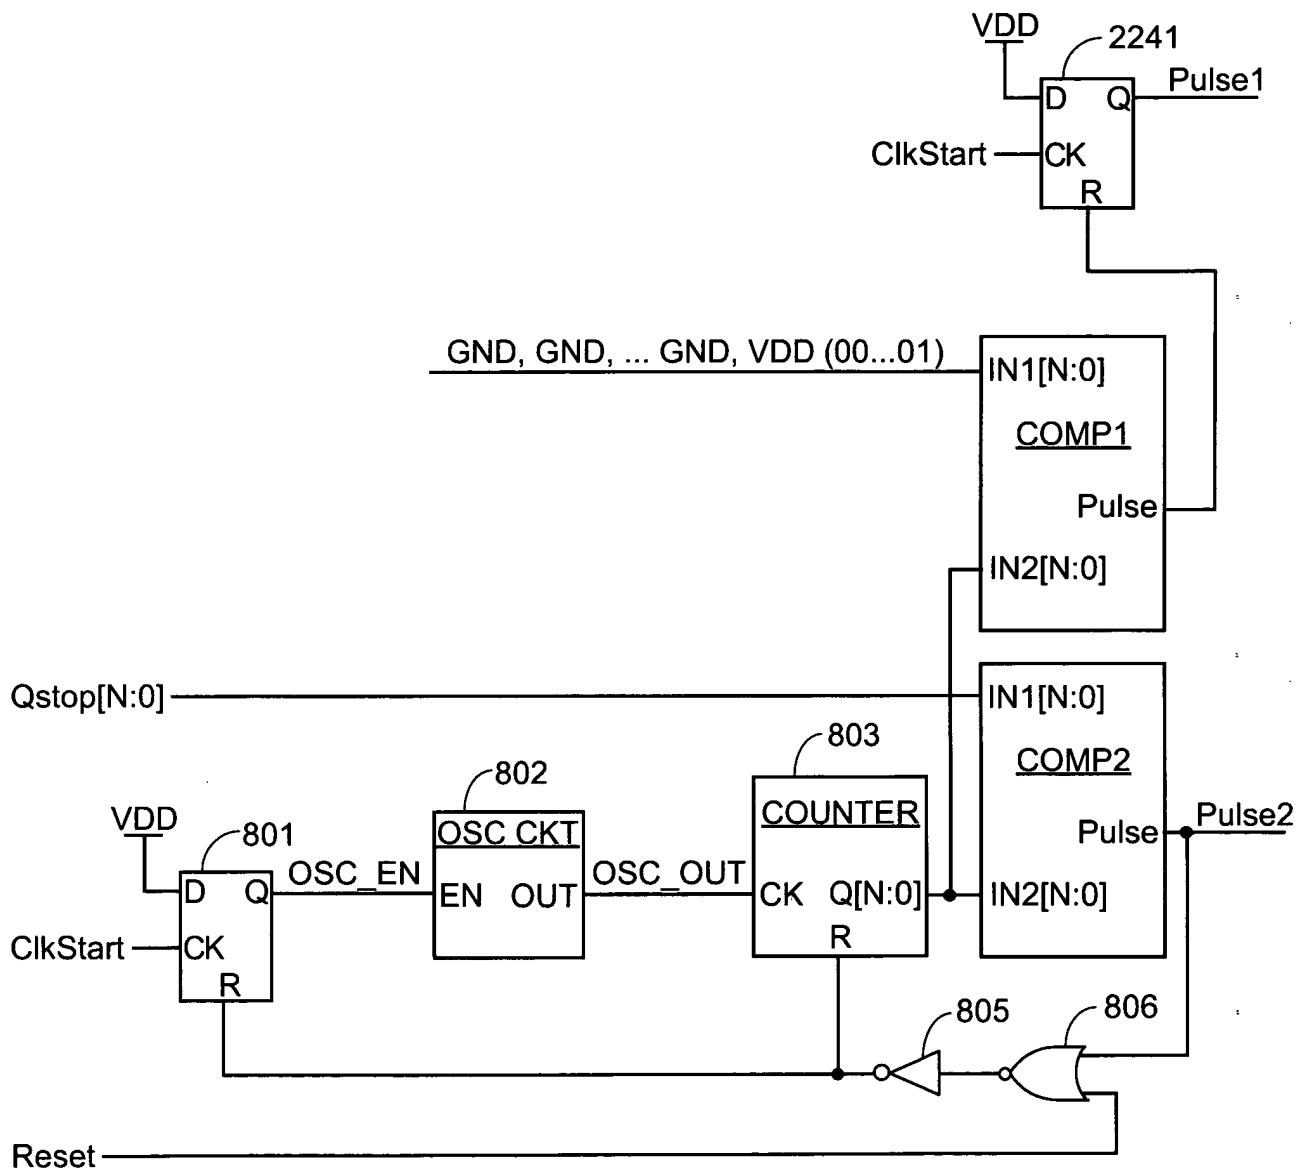 VDD
2241
Pulse1
D Q
ClkStart
CK
R
GND, GND, ... GND, VDD (00...01)
IN1[N:0]
COMP1
Pulse
IN2[N:0]
Qstop[N:0]
IN1[N:0]
803
COMP2
802
VDD
801
OSC CKT
COUNTER
Pulse
Pulse2
OSC_EN
OSC_OUT
D Q
EN OUT
CK Q[N:0]
IN2[N:0]
ClkStart
CK
R
R
805
806
Reset